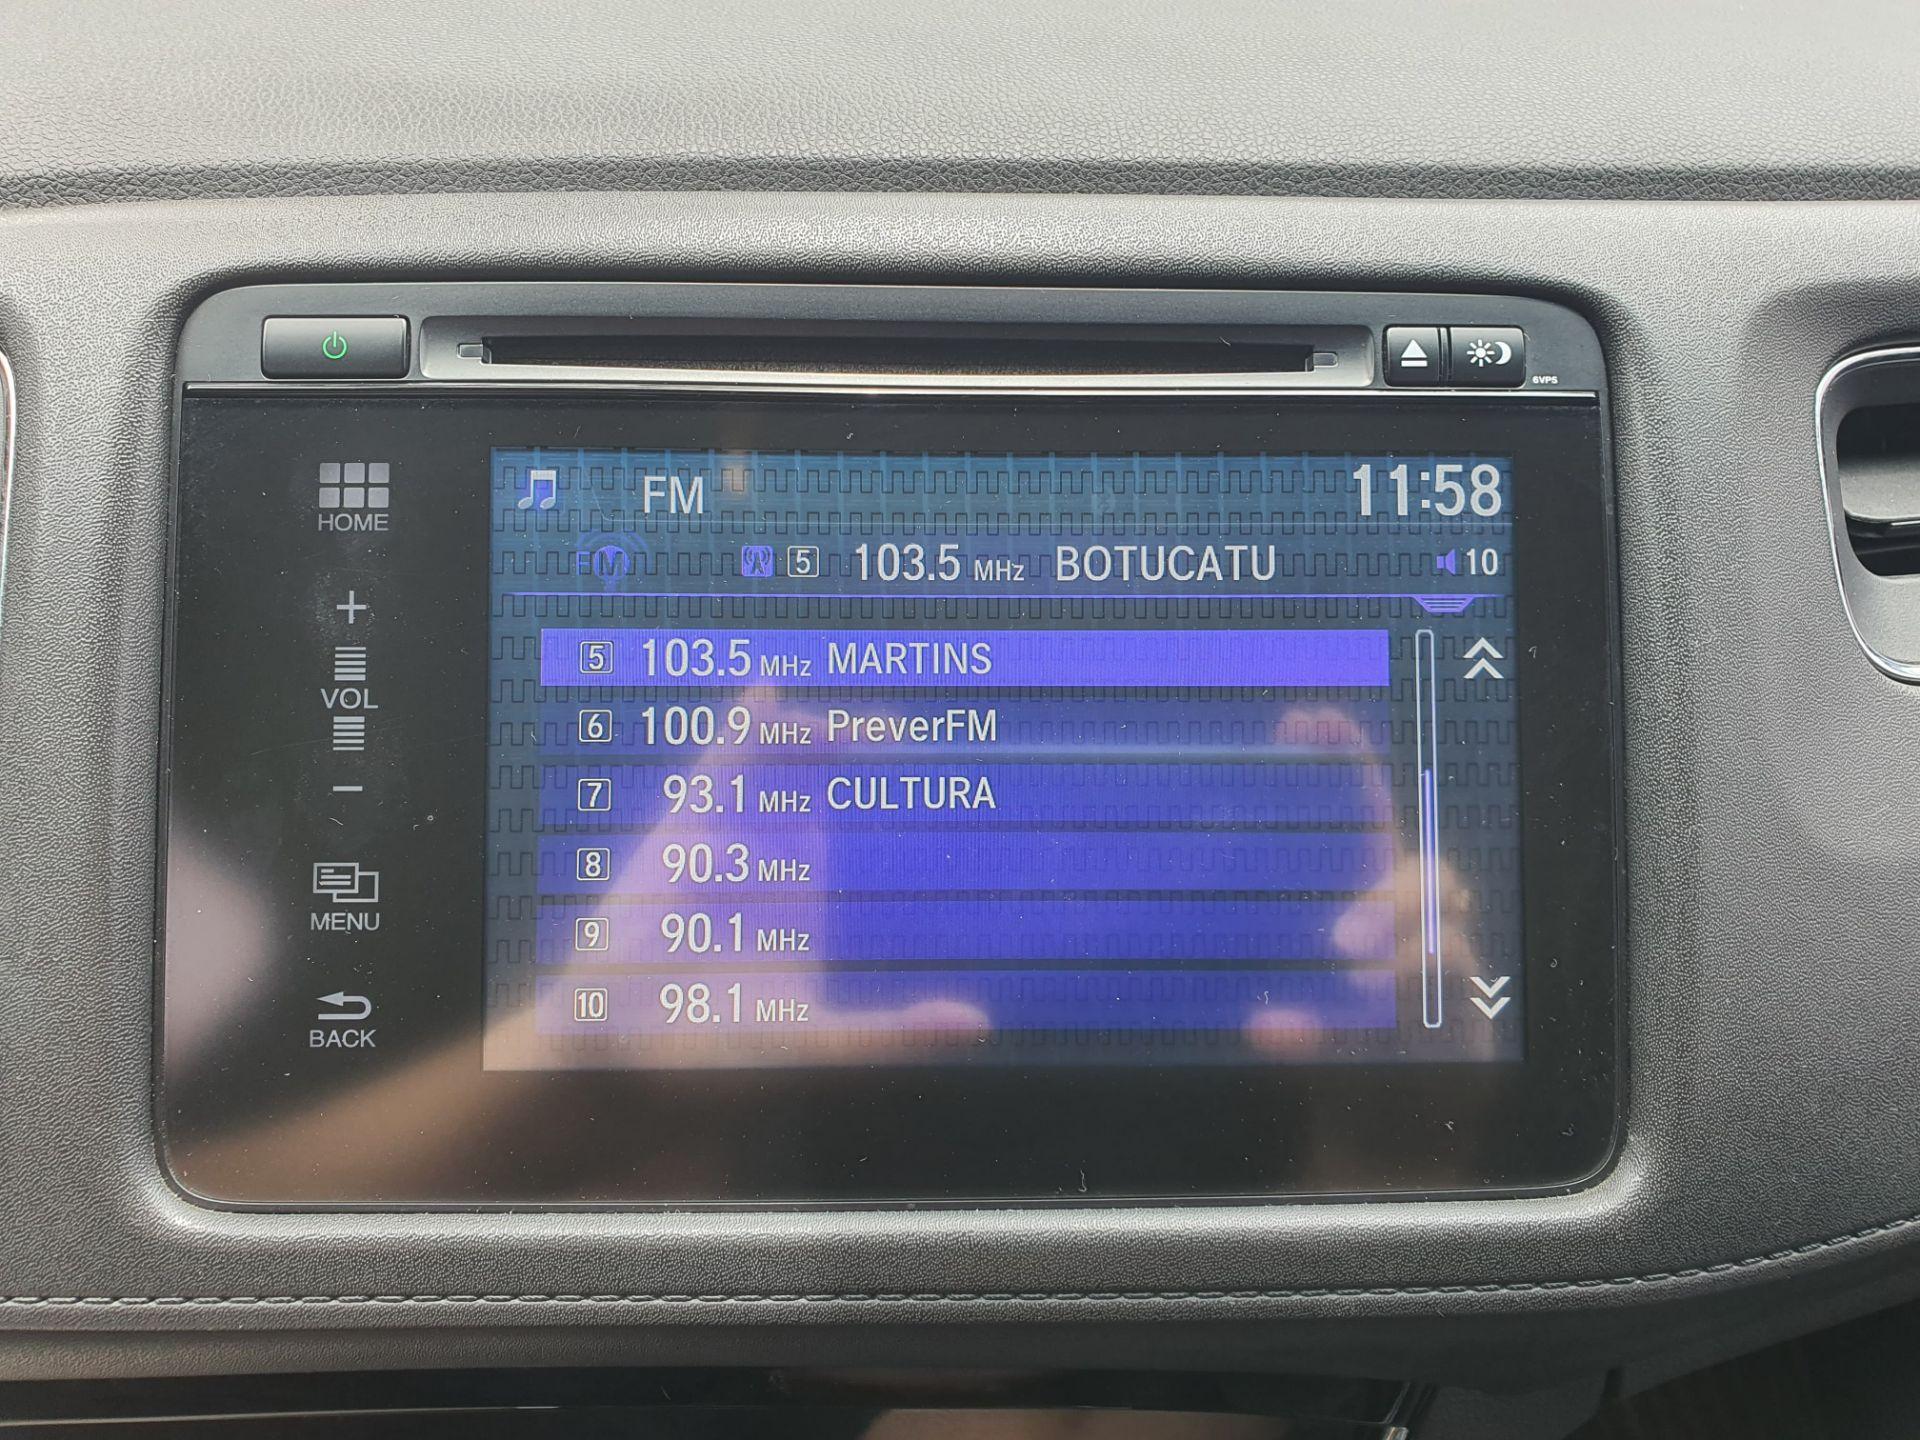 6VPS
HOME
+
VOL
−
MENU
BACK
FM 11:58
FM 5 103.5 MHz BOTUCATU 10
5 103.5 MHz MARTINS
6 100.9 MHz PreverFM
7 93.1 MHz CULTURA
8 90.3 MHz
9 90.1 MHz
10 98.1 MHz